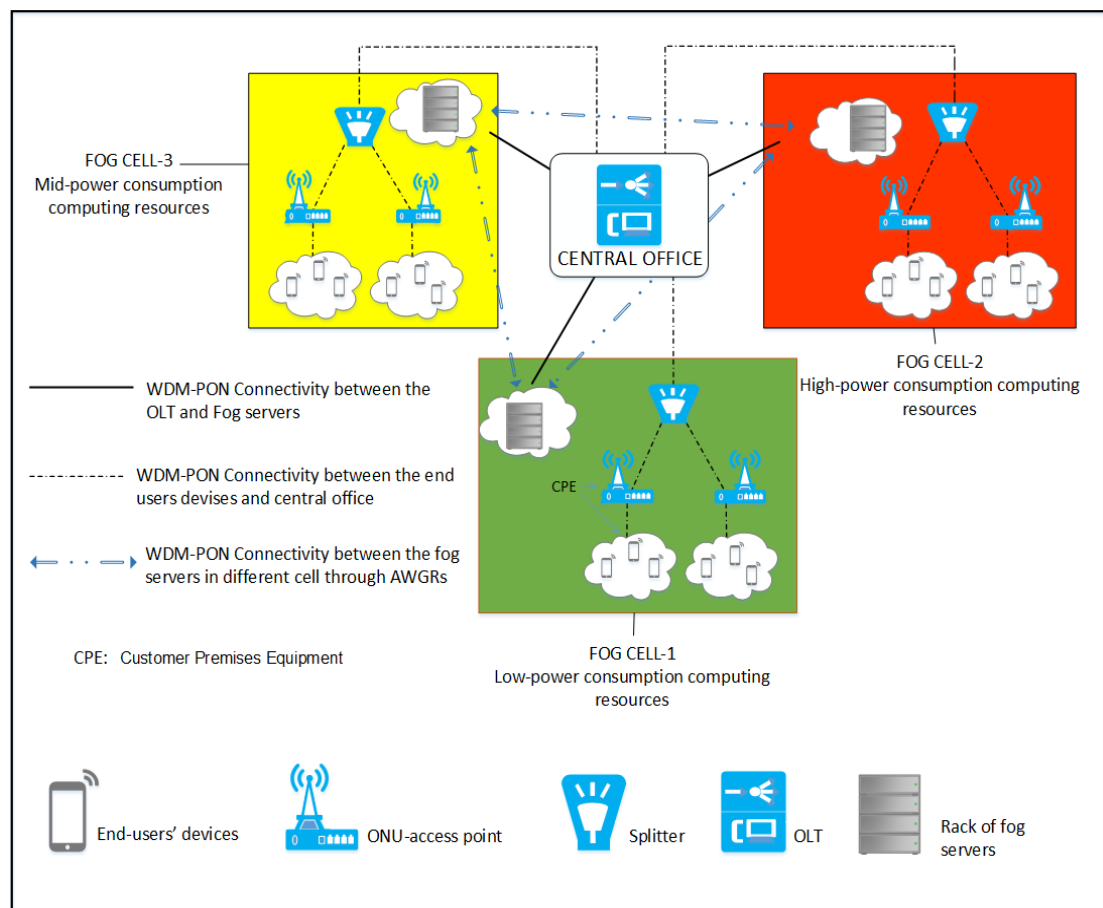 FOG CELL-3
Mid-power consumption
computing resources
CENTRAL OFFICE
FOG CELL-2
High-power consumption computing
resources
WDM-PON Connectivity between the
OLT and Fog servers
WDM-PON Connectivity between the end
users devises and central office
CPE
WDM-PON Connectivity between the fog
servers in different cell through AWGRs
CPE: Customer Premises Equipment
FOG CELL-1
Low-power consumption computing
resources
End-users' devices
ONU-access point
Splitter
OLT
Rack of fog
servers